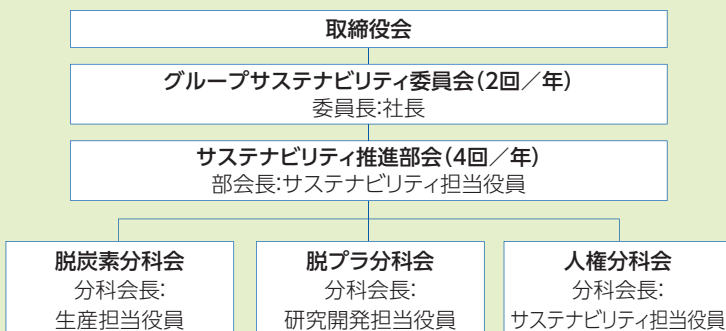 取締役会
グループサステナビリティ委員会(2回／年)
委員長:社長
サステナビリティ推進部会(4回／年)
部会長:サステナビリティ担当役員
脱炭素分科会
分科会長:
生産担当役員
脱プラ分科会
分科会長:
研究開発担当役員
人権分科会
分科会長:
サステナビリティ担当役員